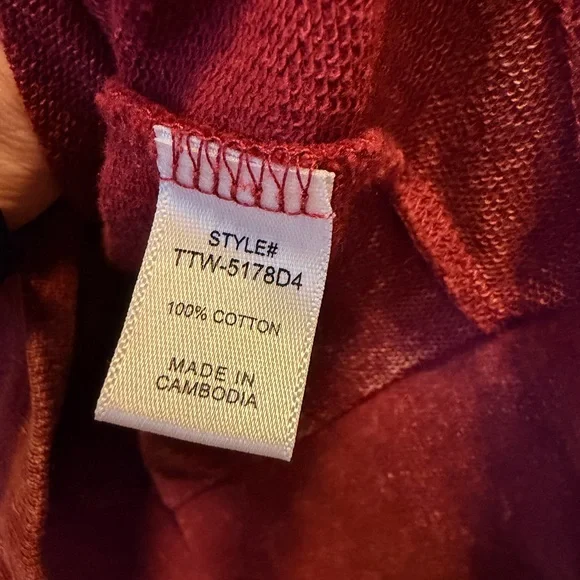 STYLE#
TTW-5178D4
100% COTTON
MADE IN
CAMBODIA